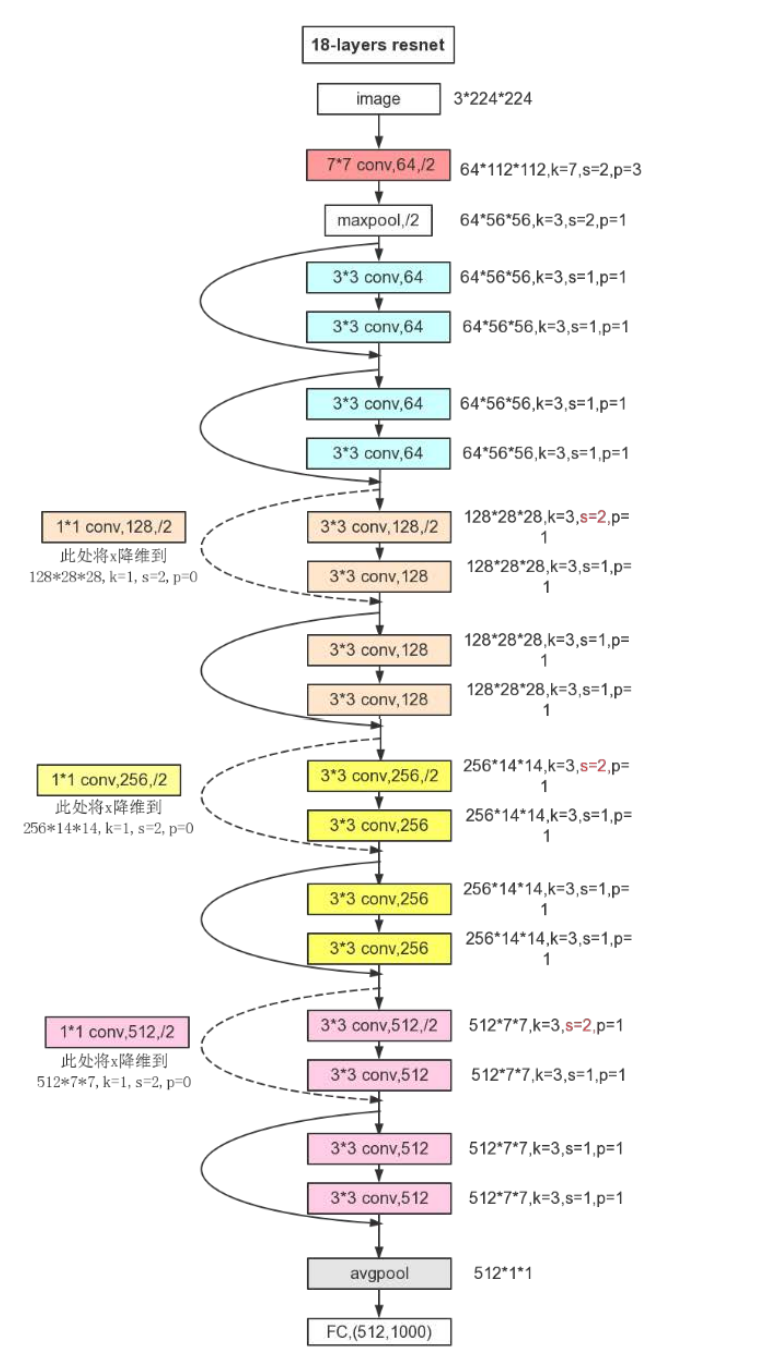 18-layers resnet
image 3*224*224
7*7 conv,64,/2 64*112*112,k=7,s=2,p=3
maxpool,/2 64*56*56,k=3,s=2,p=1
3*3 conv,64 64*56*56,k=3,s=1,p=1
3*3 conv,64 64*56*56,k=3,s=1,p=1
3*3 conv,64 64*56*56,k=3,s=1,p=1
3*3 conv,64 64*56*56,k=3,s=1,p=1
1*1 conv,128,/2
此处将x降维到
128*28*28, k=1, s=2, p=0
3*3 conv,128,/2 128*28*28,k=3,s=2,p=
1
3*3 conv,128 128*28*28,k=3,s=1,p=
1
3*3 conv,128 128*28*28,k=3,s=1,p=
1
3*3 conv,128 128*28*28,k=3,s=1,p=
1
1*1 conv,256,/2
此处将x降维到
256*14*14, k=1, s=2, p=0
3*3 conv,256,/2 256*14*14,k=3,s=2,p=
1
3*3 conv,256 256*14*14,k=3,s=1,p=
1
3*3 conv,256 256*14*14,k=3,s=1,p=
1
3*3 conv,256 256*14*14,k=3,s=1,p=
1
1*1 conv,512,/2
此处将x降维到
512*7*7, k=1, s=2, p=0
3*3 conv,512,/2 512*7*7,k=3,s=2,p=1
3*3 conv,512 512*7*7,k=3,s=1,p=1
3*3 conv,512 512*7*7,k=3,s=1,p=1
3*3 conv,512 512*7*7,k=3,s=1,p=1
avgpool 512*1*1
FC,(512,1000)